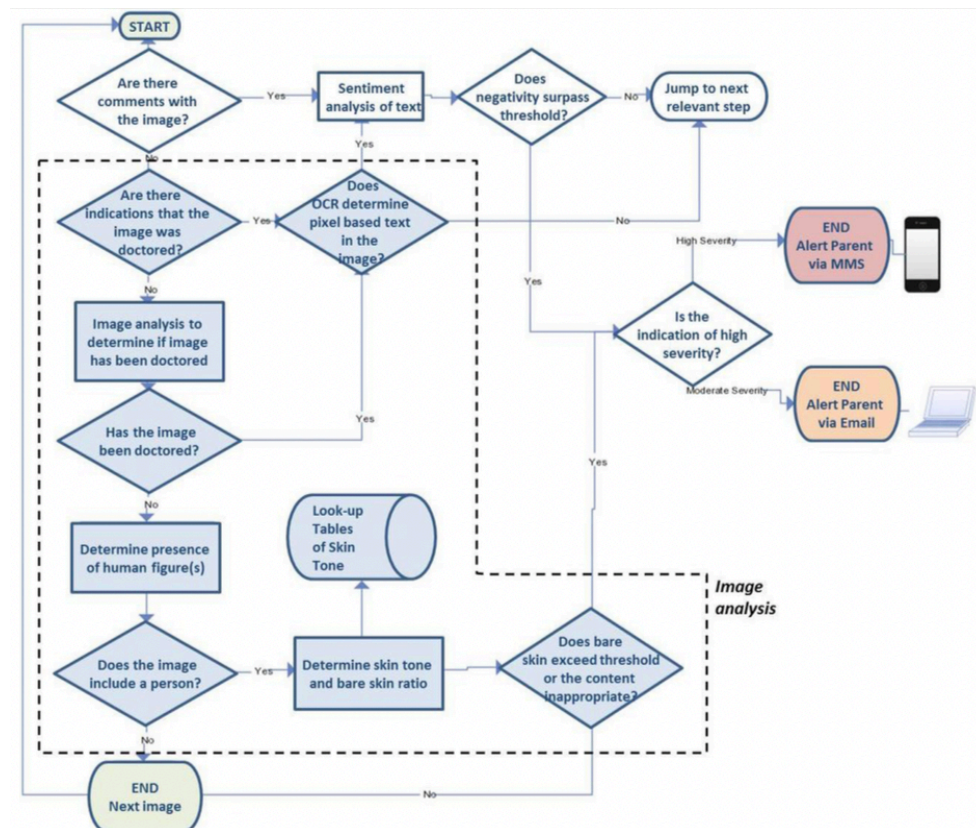 START
Are there
comments with
the image?
Yes
Sentiment
analysis of text
Does
negativity surpass
threshold?
No
Jump to next
relevant step
No
Yes
Are there
indications that the
image was
doctored?
Yes
Does
OCR determine
pixel based text
in the
image?
No
High Severity
END
Alert Parent
via MMS
No
Yes
Image analysis to
determine if image
has been doctored
Is the
indication of high
severity?
Moderate Severity
END
Alert Parent
via Email
Has the image
been doctored?
Yes
Yes
No
Look-up
Tables
of Skin
Tone
Determine presence
of human figure(s)
Image
analysis
Does the image
include a person?
Yes
Determine skin tone
and bare skin ratio
Does bare
skin exceed threshold
or the content
inappropriate?
No
END
Next image
No